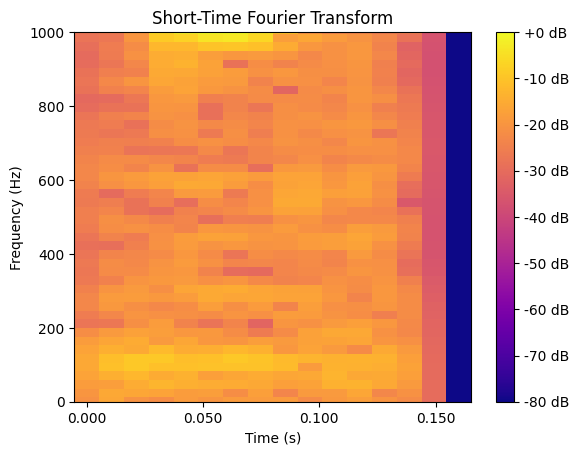 Short-Time Fourier Transform
1000
800
600
400
200
0
Frequency (Hz)
0.000
0.050
0.100
0.150
Time (s)
+0 dB
-10 dB
-20 dB
-30 dB
-40 dB
-50 dB
-60 dB
-70 dB
-80 dB